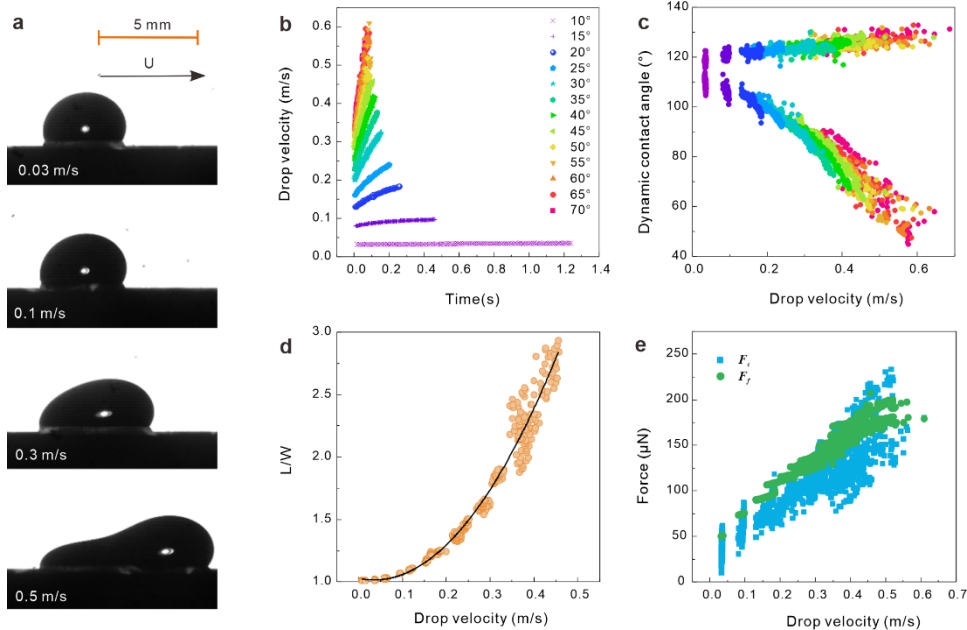 a
5 mm
U
0.03 m/s
0.1 m/s
0.3 m/s
0.5 m/s
b
Drop velocity (m/s)
0.7
0.6
0.5
0.4
0.3
0.2
0.1
0.0
0.0 0.2 0.4 0.6 0.8 1.0 1.2 1.4
Time(s)
10°
15°
20°
25°
30°
35°
40°
45°
50°
55°
60°
65°
70°
c
Dynamic contact angle (°)
140
120
100
80
60
40
0.0 0.2 0.4 0.6
Drop velocity (m/s)
d
L/W
3.0
2.5
2.0
1.5
1.0
0.0 0.1 0.2 0.3 0.4 0.5
Drop velocity (m/s)
e
Force (μN)
250
200
150
100
50
0
0.0 0.1 0.2 0.3 0.4 0.5 0.6 0.7
Drop velocity (m/s)
F
F f